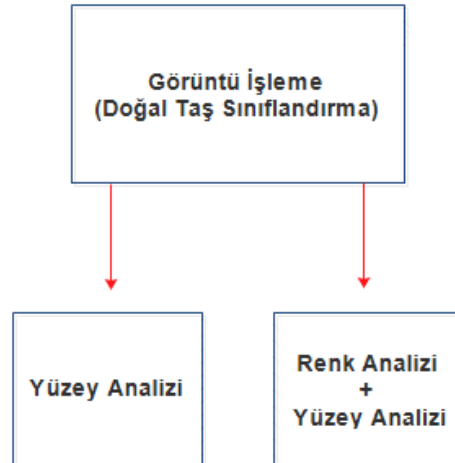 Görüntü İşleme
(Doğal Taş Sınıflandırma)
Yüzey Analizi
Renk Analizi
+
Yüzey Analizi